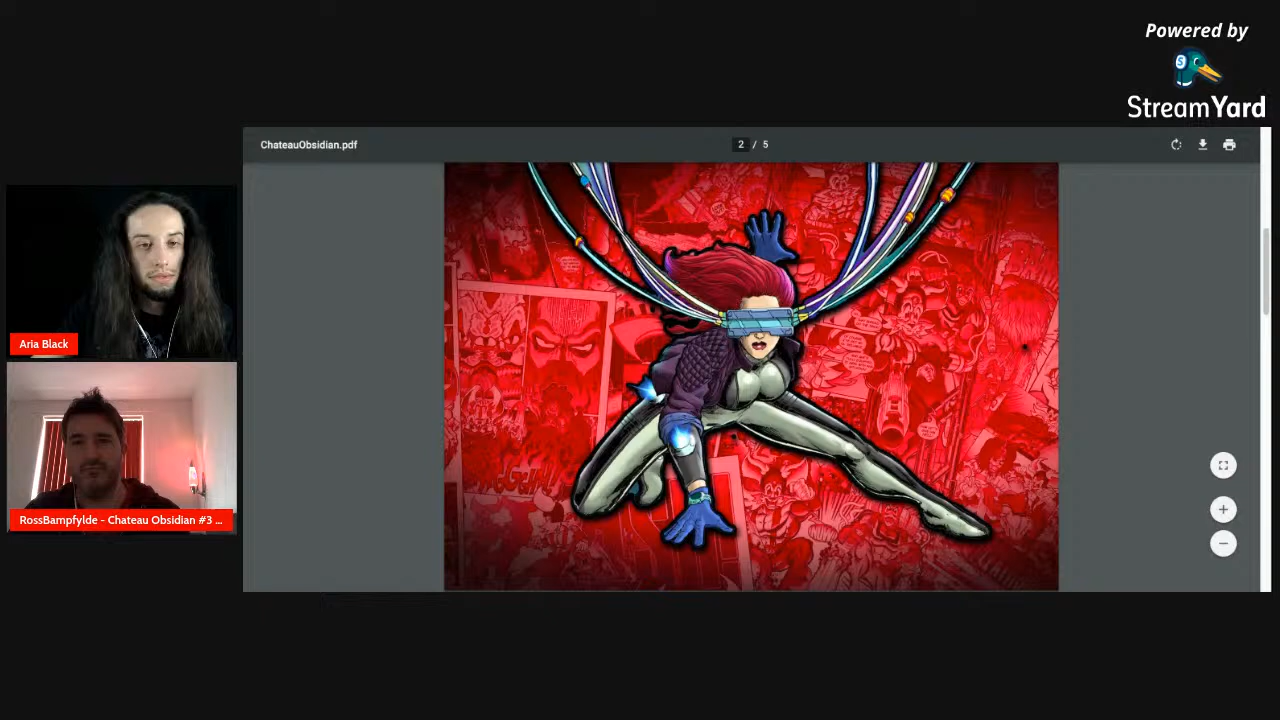 Powered by
StreamYard
ChateauObsidian.pdf
2 / 5
Aria Black
RossBampfylde - Chateau Obsidian #3 ...